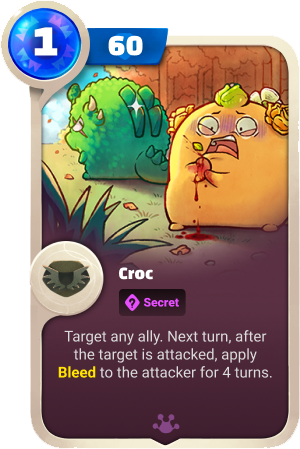 1
60
Croc
Secret
Target any ally. Next turn, after
the target is attacked, apply
Bleed to the attacker for 4 turns.